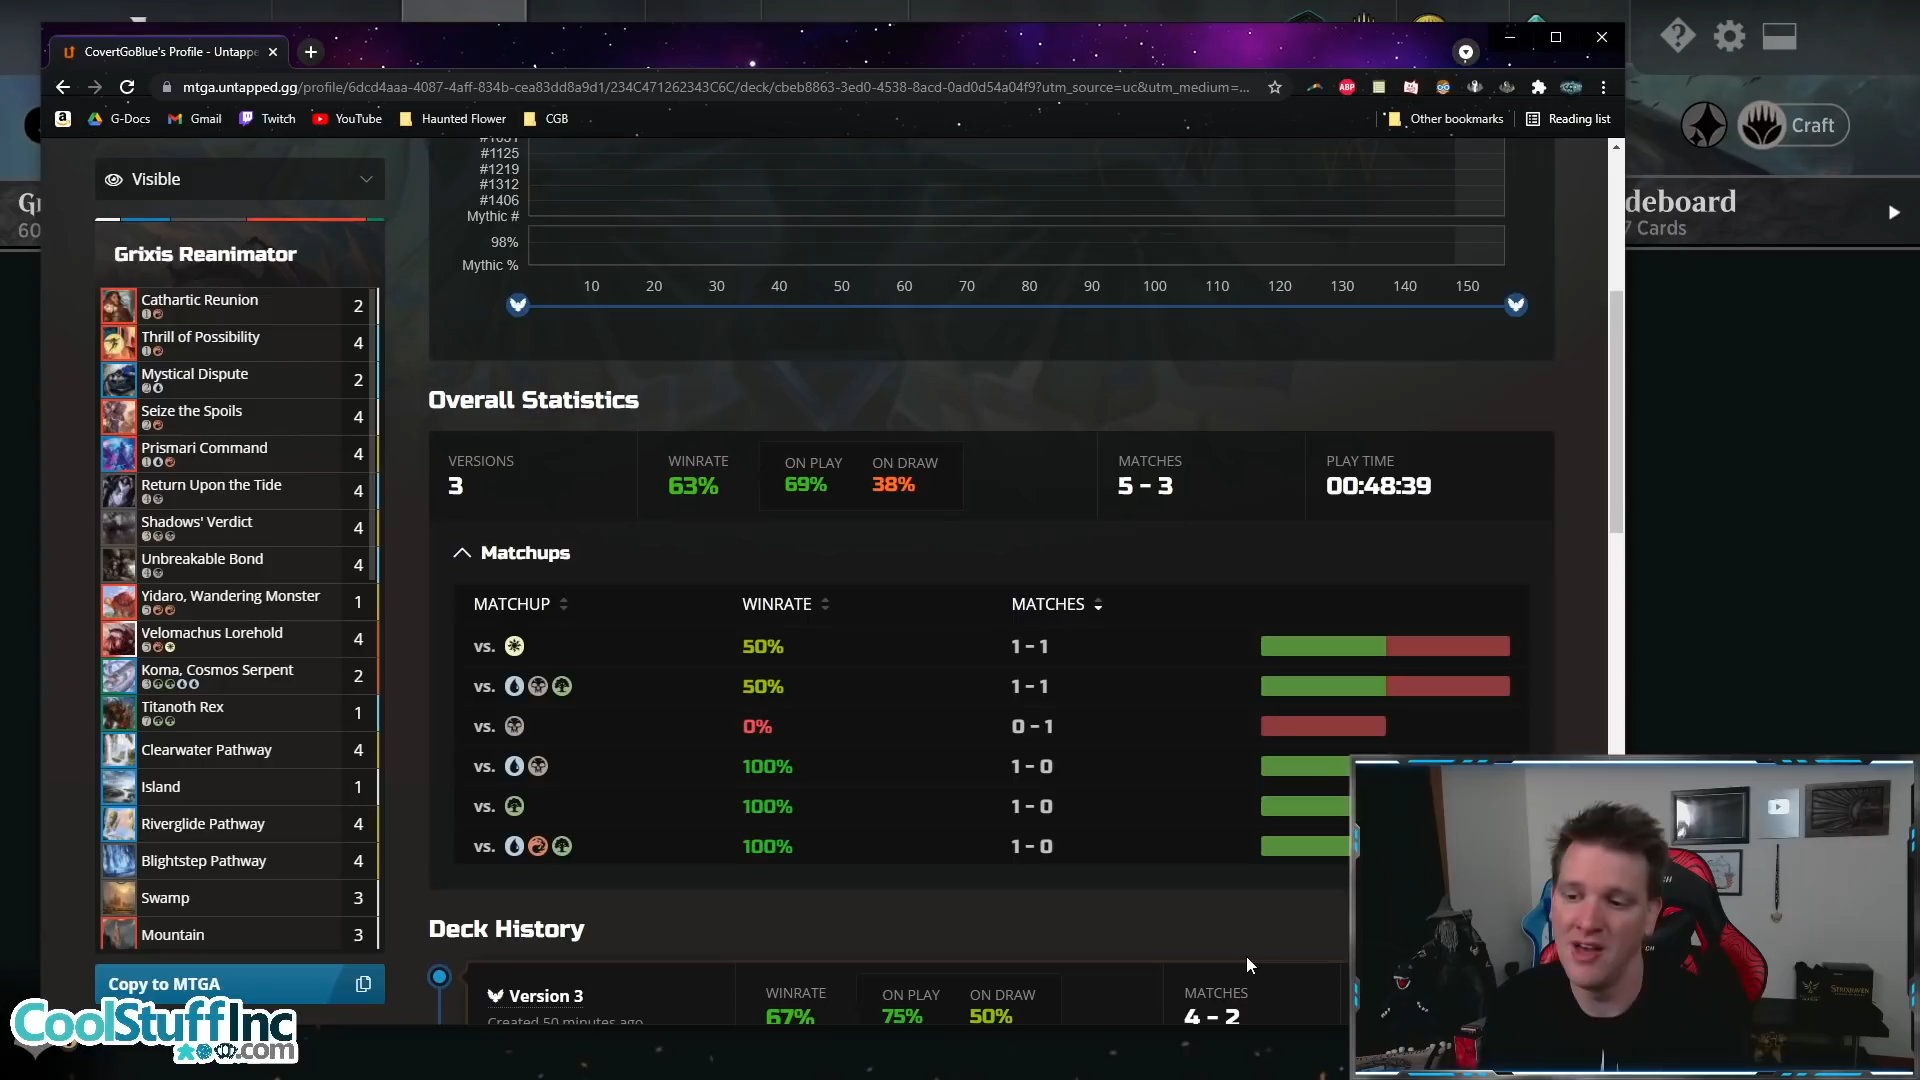 CovertGoBlue's Profile - Untappe
mtga.untapped.gg/profile/6dcd4aaa-4087-4aff-834b-cea83dd8a9d1/234C471262343C6C/deck/cbeb8863-3ed0-4538-8acd-0ad0d54a04f9?utm_source=uc&utm_medium=...
ABP
G-Docs
Gmail
Twitch
YouTube
Haunted Flower
CGB
Other bookmarks
Reading list
Craft
deboard
7 Cards
60
Visible
Grixis Reanimator
Cathartic Reunion 2
Thrill of Possibility 4
Mystical Dispute 2
Seize the Spoils 4
Prismari Command 4
Return Upon the Tide 4
Shadows' Verdict 4
Unbreakable Bond 4
Yidaro, Wandering Monster 1
Velomachus Lorehold 4
Koma, Cosmos Serpent 2
Titanoth Rex 1
Clearwater Pathway 4
Island 1
Riverglide Pathway 4
Blightstep Pathway 4
Swamp 3
Mountain 3
Copy to MTGA
CoolStuffInc
.com
#1125
#1219
#1312
#1406
Mythic #
98%
Mythic %
10 20 30 40 50 60 70 80 90 100 110 120 130 140 150
Overall Statistics
VERSIONS
3
WINRATE
63%
ON PLAY
69%
ON DRAW
38%
MATCHES
5 - 3
PLAY TIME
00:48:39
Matchups
MATCHUP WINRATE MATCHES
vs. 50% 1 - 1
vs. 50% 1 - 1
vs. 0% 0 - 1
vs. 100% 1 - 0
vs. 100% 1 - 0
vs. 100% 1 - 0
Deck History
Version 3
Created 50 minutes ago
WINRATE
67%
ON PLAY
75%
ON DRAW
50%
MATCHES
4 - 2